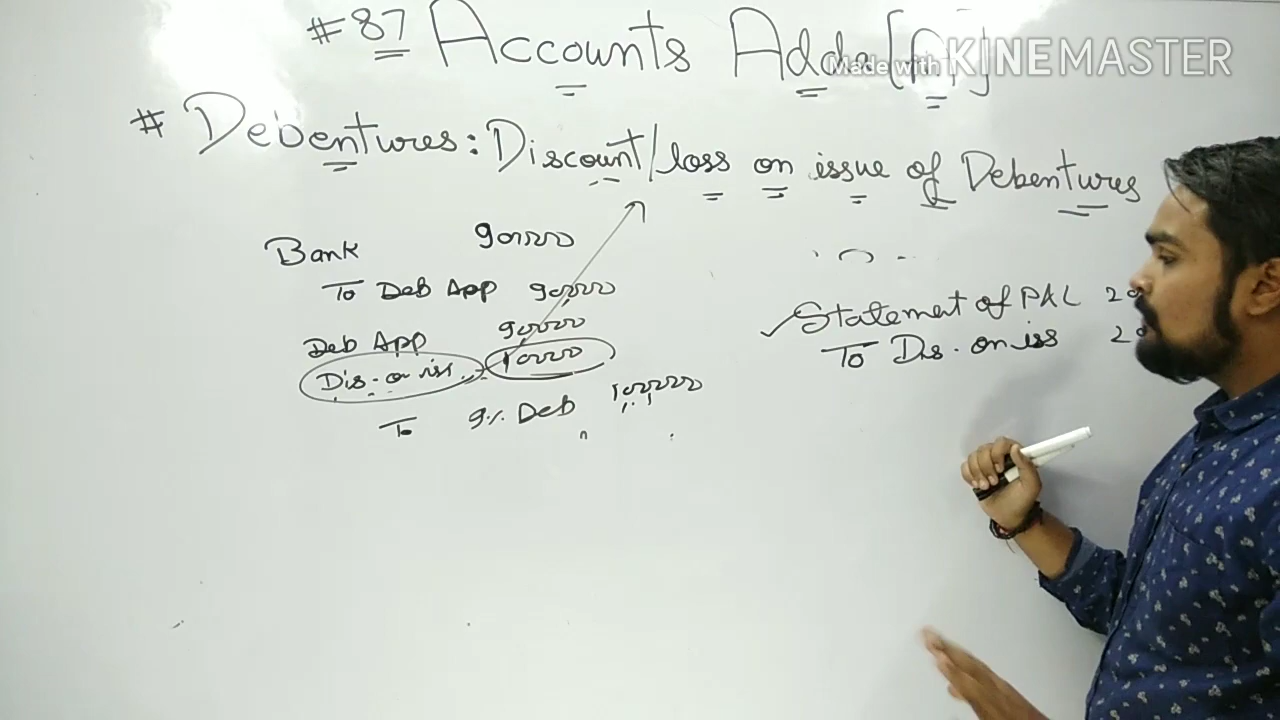 #87 Accounts Adda [A1]
Made with KINEMASTER
# Debentures: Discount/loss on issue of Debentures
Bank 90000
To Deb App 90000
Deb App 90000
Dis. on iss. 10000
To 9% Deb 100000
Statement of P&L
To Dis. on iss